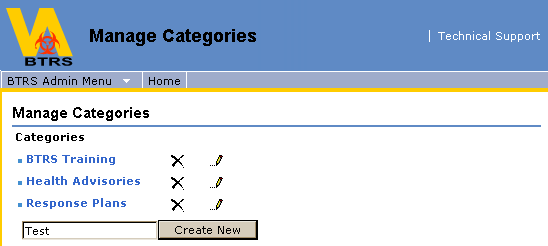 VA
BTRS
Manage Categories
| Technical Support
BTRS Admin Menu
Home
Manage Categories
Categories
BTRS Training
Health Advisories
Response Plans
Test
Create New